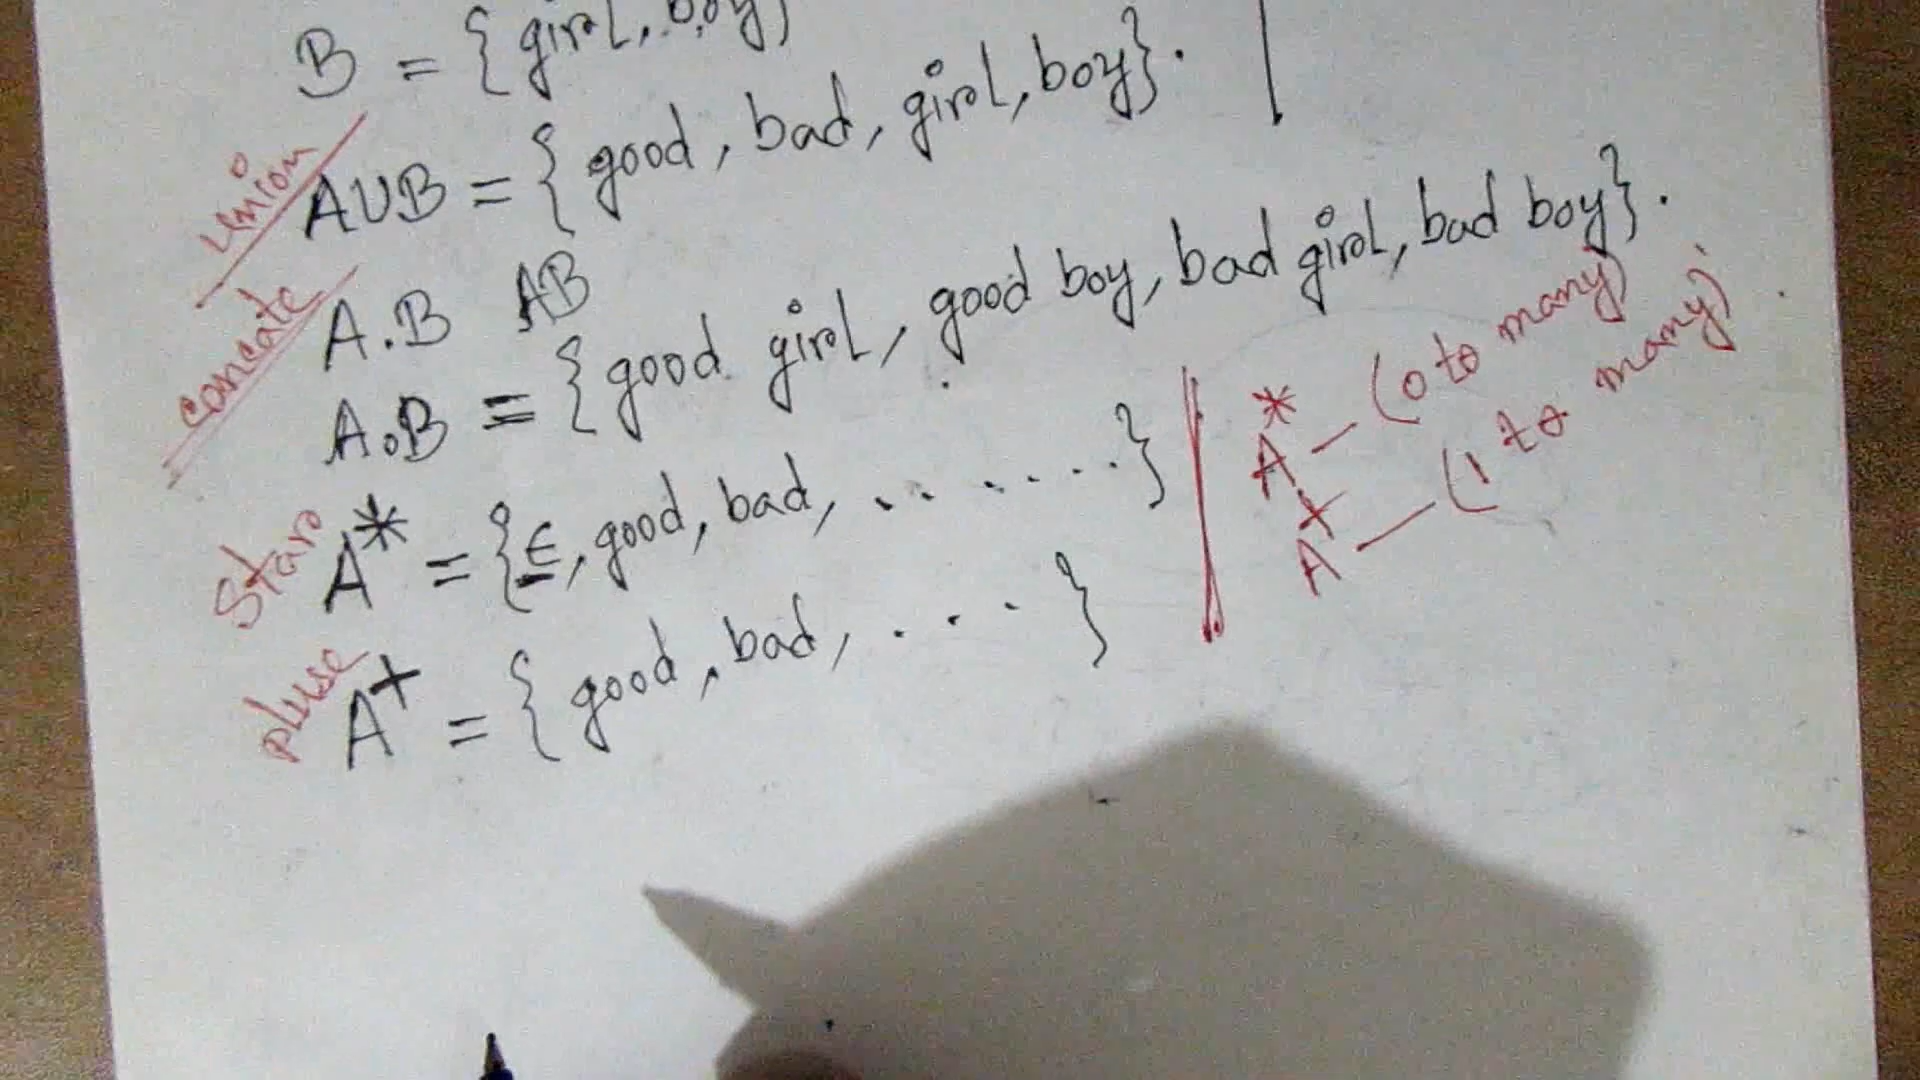 B = {girl, boy}
union A∪B = {good, bad, girl, boy}.
concate A.B AB
A∘B = {good girl, good boy, bad girl, bad boy}.
Star A* = {ϵ, good, bad, . . . . . . .}
A* — (0 to many)
pluse A+ = {good, bad, . . . . }
A+ — (1 to many)